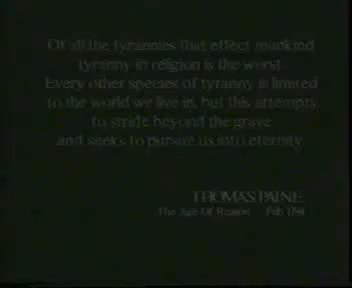 Of all the tyrannies that effect mankind
tyranny in religion is the worst
Every other species of tyranny is limited
to the world we live in, but this attempts
to stride beyond the grave
and seeks to pursue us into eternity
THOMAS PAINE
The Age Of Reason Feb 1794